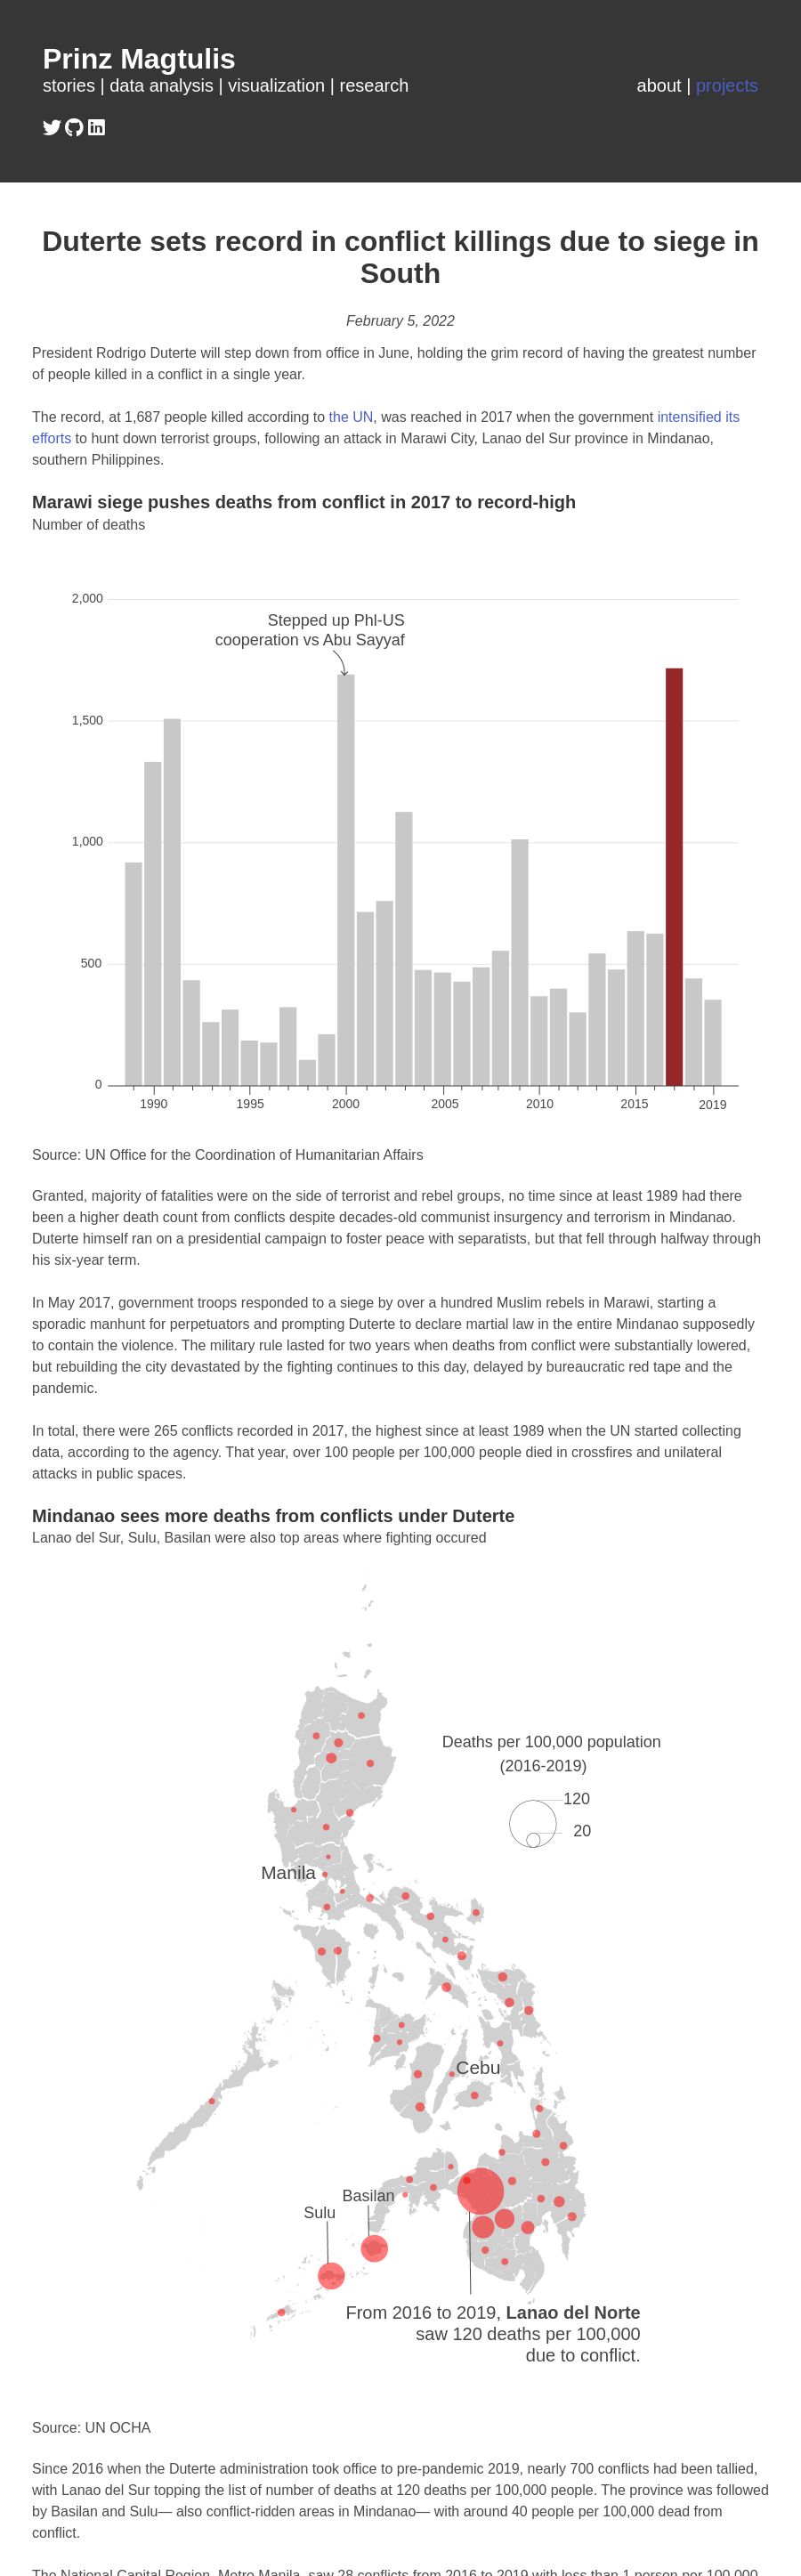 Prinz Magtulis
stories | data analysis | visualization | research
about | projects
Duterte sets record in conflict killings due to siege in
South
February 5, 2022
President Rodrigo Duterte will step down from office in June, holding the grim record of having the greatest number
of people killed in a conflict in a single year.
The record, at 1,687 people killed according to the UN, was reached in 2017 when the government intensified its
efforts to hunt down terrorist groups, following an attack in Marawi City, Lanao del Sur province in Mindanao,
southern Philippines.
Marawi siege pushes deaths from conflict in 2017 to record-high
Number of deaths
2,000
Stepped up Phl-US
cooperation vs Abu Sayyaf
1,500
1,000
500
0
1990
1995
2000
2005
2010
2015
2019
Source: UN Office for the Coordination of Humanitarian Affairs
Granted, majority of fatalities were on the side of terrorist and rebel groups, no time since at least 1989 had there
been a higher death count from conflicts despite decades-old communist insurgency and terrorism in Mindanao.
Duterte himself ran on a presidential campaign to foster peace with separatists, but that fell through halfway through
his six-year term.
In May 2017, government troops responded to a siege by over a hundred Muslim rebels in Marawi, starting a
sporadic manhunt for perpetuators and prompting Duterte to declare martial law in the entire Mindanao supposedly
to contain the violence. The military rule lasted for two years when deaths from conflict were substantially lowered,
but rebuilding the city devastated by the fighting continues to this day, delayed by bureaucratic red tape and the
pandemic.
In total, there were 265 conflicts recorded in 2017, the highest since at least 1989 when the UN started collecting
data, according to the agency. That year, over 100 people per 100,000 people died in crossfires and unilateral
attacks in public spaces.
Mindanao sees more deaths from conflicts under Duterte
Lanao del Sur, Sulu, Basilan were also top areas where fighting occured
Deaths per 100,000 population
(2016-2019)
120
20
Manila
Cebu
Basilan
Sulu
From 2016 to 2019, Lanao del Norte
saw 120 deaths per 100,000
due to conflict.
Source: UN OCHA
Since 2016 when the Duterte administration took office to pre-pandemic 2019, nearly 700 conflicts had been tallied,
with Lanao del Sur topping the list of number of deaths at 120 deaths per 100,000 people. The province was followed
by Basilan and Sulu— also conflict-ridden areas in Mindanao— with around 40 people per 100,000 dead from
conflict.
The National Capital Region, Metro Manila, saw 28 conflicts from 2016 to 2019 with less than 1 person per 100,000